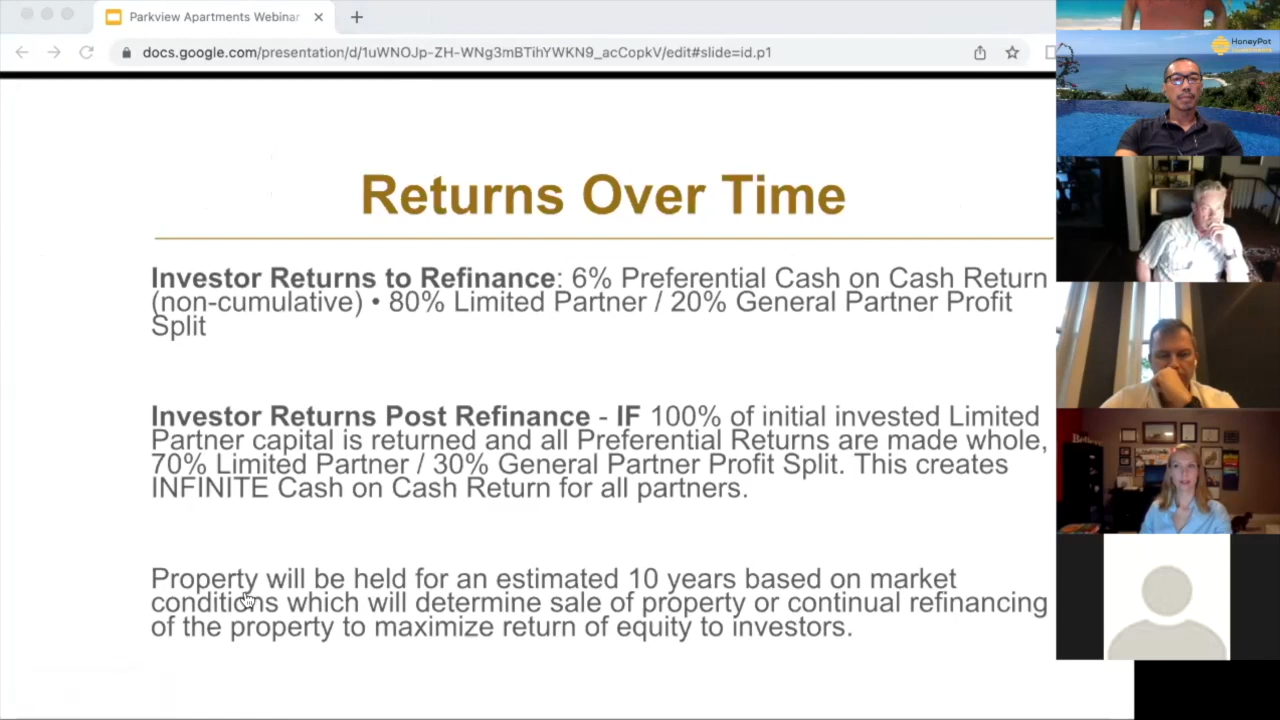 Parkview Apartments Webinar
docs.google.com/presentation/d/1uWNOJp-ZH-WNg3mBTihYWKN9_acCopkV/edit#slide=id.p1
HoneyPot
Returns Over Time
Investor Returns to Refinance: 6% Preferential Cash on Cash Return
(non-cumulative) • 80% Limited Partner / 20% General Partner Profit
Split
Investor Returns Post Refinance - IF 100% of initial invested Limited
Partner capital is returned and all Preferential Returns are made whole,
70% Limited Partner / 30% General Partner Profit Split. This creates
INFINITE Cash on Cash Return for all partners.
Property will be held for an estimated 10 years based on market
conditions which will determine sale of property or continual refinancing
of the property to maximize return of equity to investors.